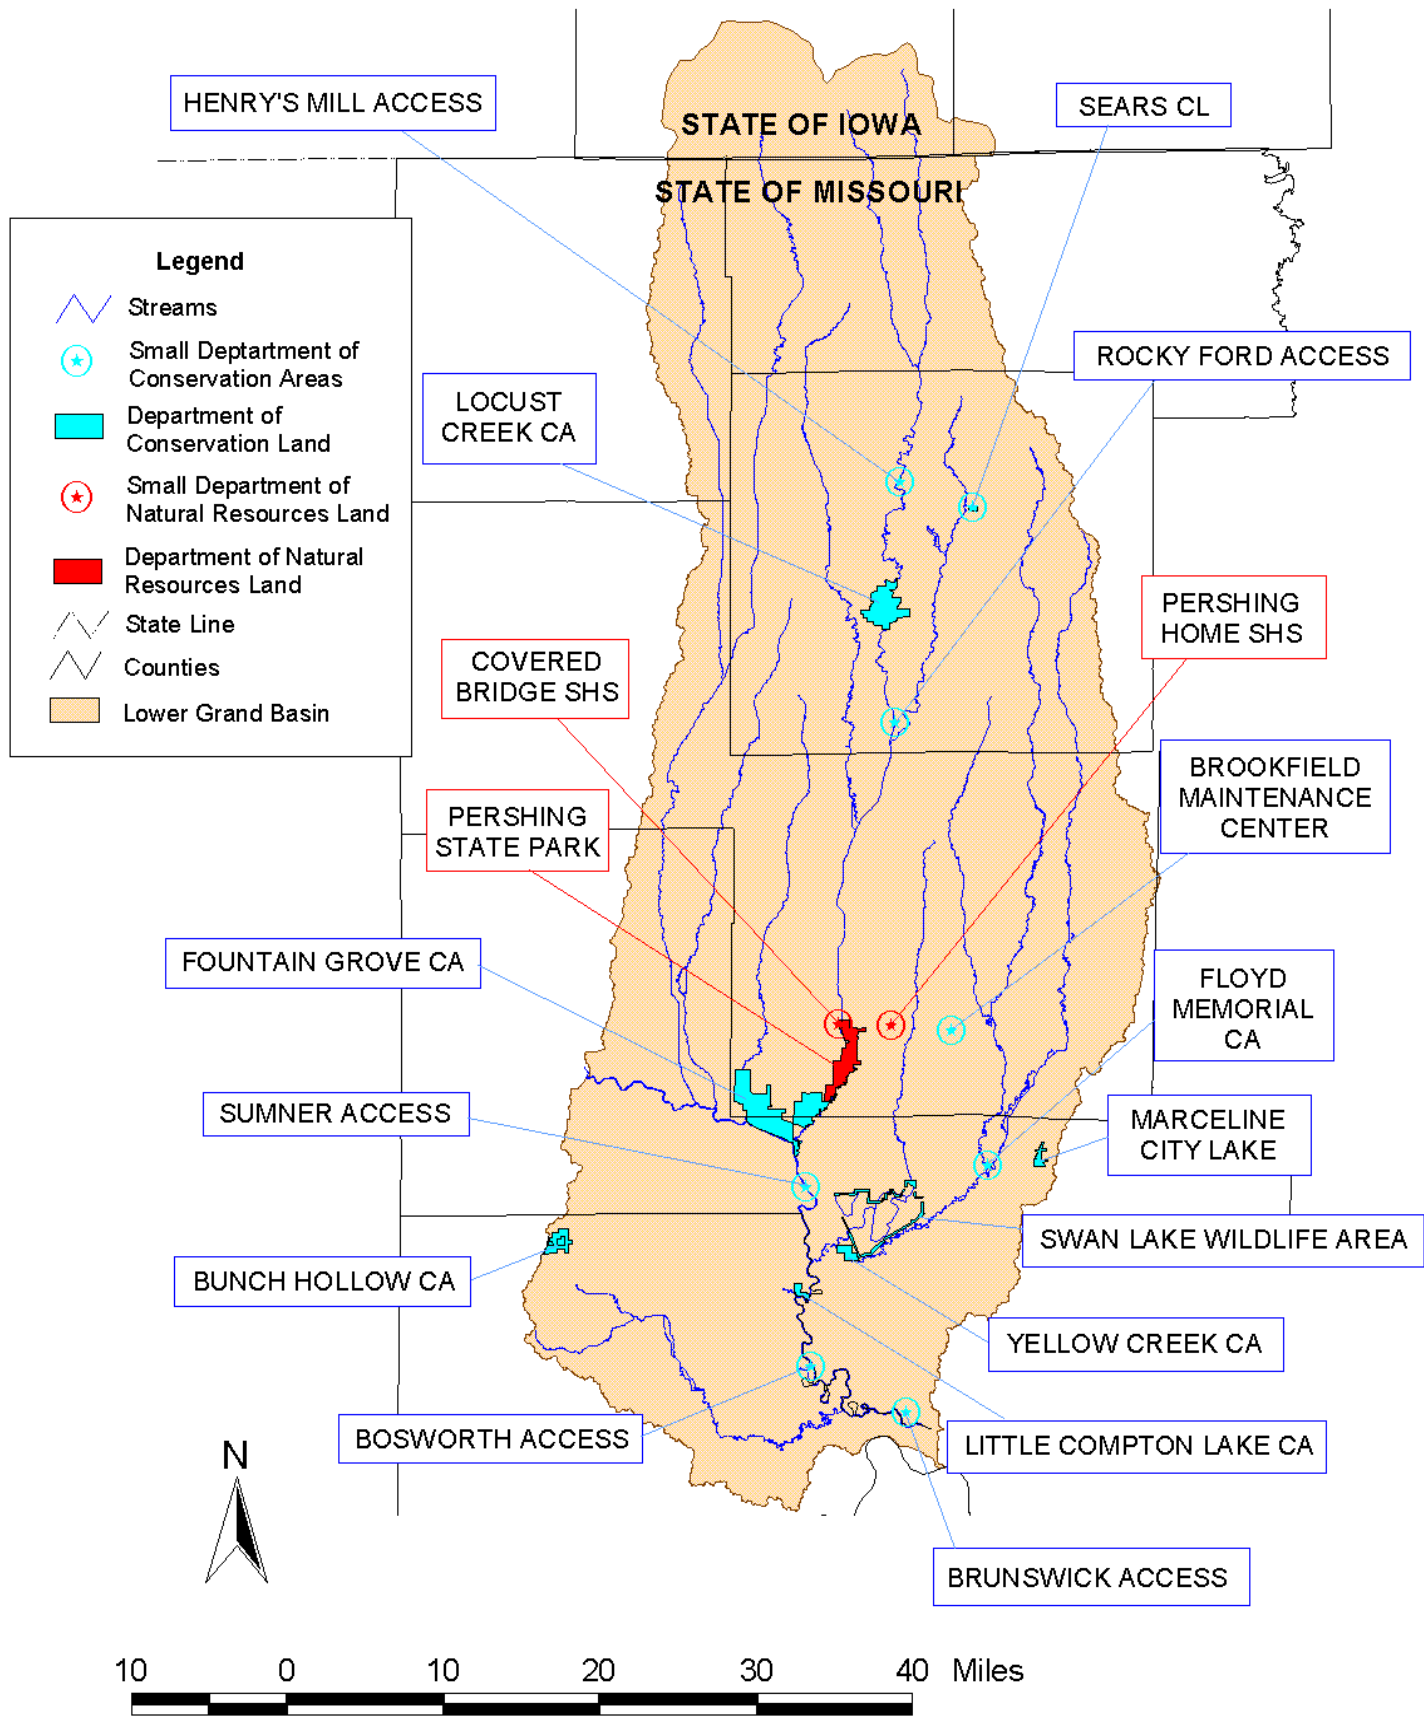 HENRY'S MILL ACCESS
SEARS CL
STATE OF IOWA
STATE OF MISSOURI
Legend
Streams
Small Deptartment of
Conservation Areas
Department of
Conservation Land
Small Department of
Natural Resources Land
Department of Natural
Resources Land
State Line
Counties
Lower Grand Basin
ROCKY FORD ACCESS
LOCUST
CREEK CA
PERSHING
HOME SHS
COVERED
BRIDGE SHS
BROOKFIELD
MAINTENANCE
CENTER
PERSHING
STATE PARK
FOUNTAIN GROVE CA
FLOYD
MEMORIAL
CA
SUMNER ACCESS
MARCELINE
CITY LAKE
SWAN LAKE WILDLIFE AREA
BUNCH HOLLOW CA
YELLOW CREEK CA
BOSWORTH ACCESS
LITTLE COMPTON LAKE CA
N
BRUNSWICK ACCESS
10 0 10 20 30 40 Miles